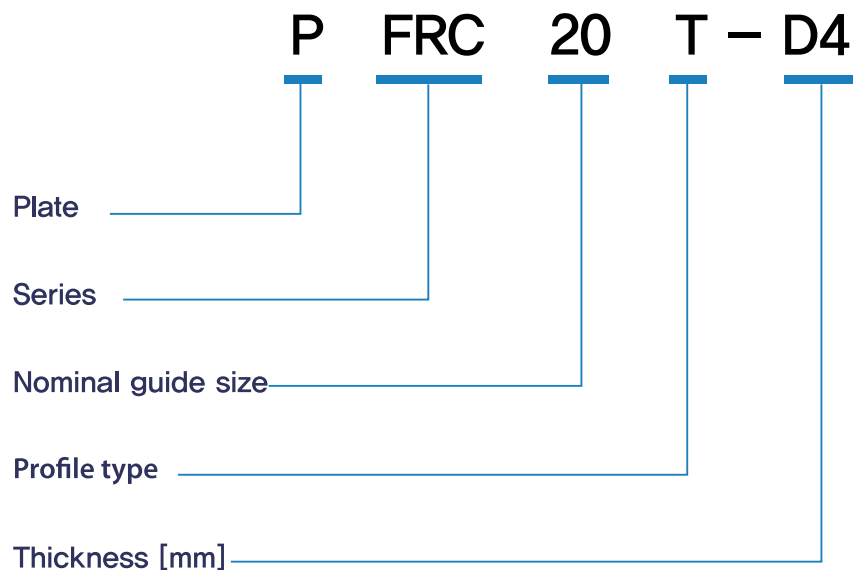 P FRC 20 T – D4
Plate
Series
Nominal guide size
Profile type
Thickness [mm]